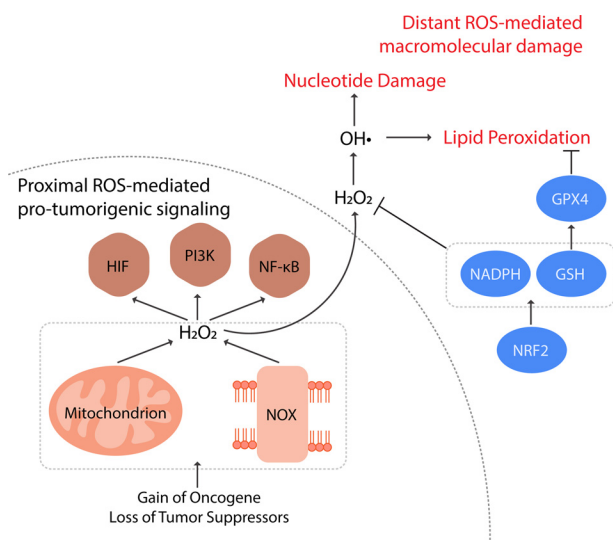 Distant ROS-mediated
macromolecular damage
Nucleotide Damage
OH•
Lipid Peroxidation
H₂O₂
GPX4
NADPH
GSH
NRF2
Proximal ROS-mediated
pro-tumorigenic signaling
HIF
PI3K
NF-κB
H₂O₂
Mitochondrion
NOX
Gain of Oncogene
Loss of Tumor Suppressors